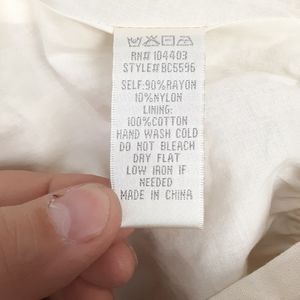 RN# 104403
STYLE#BC5596
SELF:90%RAYON
10%NYLON
LINING:
100%COTTON
HAND WASH COLD
DO NOT BLEACH
DRY FLAT
LOW IRON IF
NEEDED
MADE IN CHINA